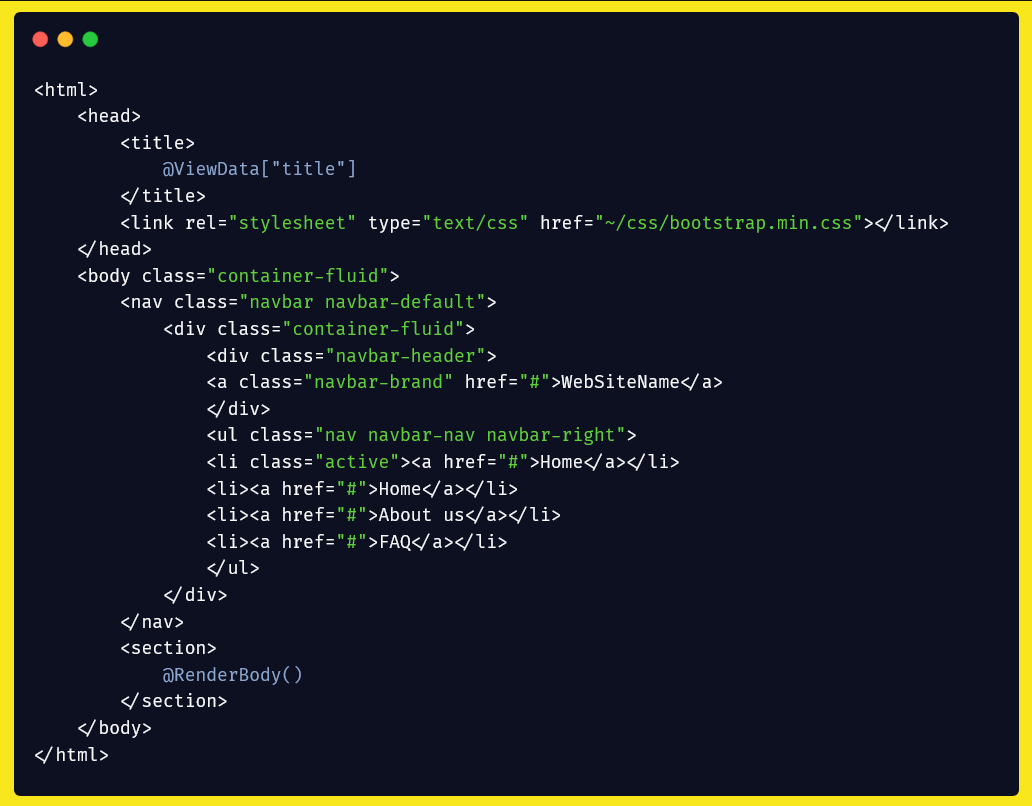 <html>
    <head>
        <title>
            @ViewData["title"]
        </title>
        <link rel="stylesheet" type="text/css" href="~/css/bootstrap.min.css"></link>
    </head>
    <body class="container-fluid">
        <nav class="navbar navbar-default">
            <div class="container-fluid">
                <div class="navbar-header">
                <a class="navbar-brand" href="#">WebSiteName</a>
                </div>
                <ul class="nav navbar-nav navbar-right">
                <li class="active"><a href="#">Home</a></li>
                <li><a href="#">Home</a></li>
                <li><a href="#">About us</a></li>
                <li><a href="#">FAQ</a></li>
                </ul>
            </div>
        </nav>
        <section>
            @RenderBody()
        </section>
    </body>
</html>